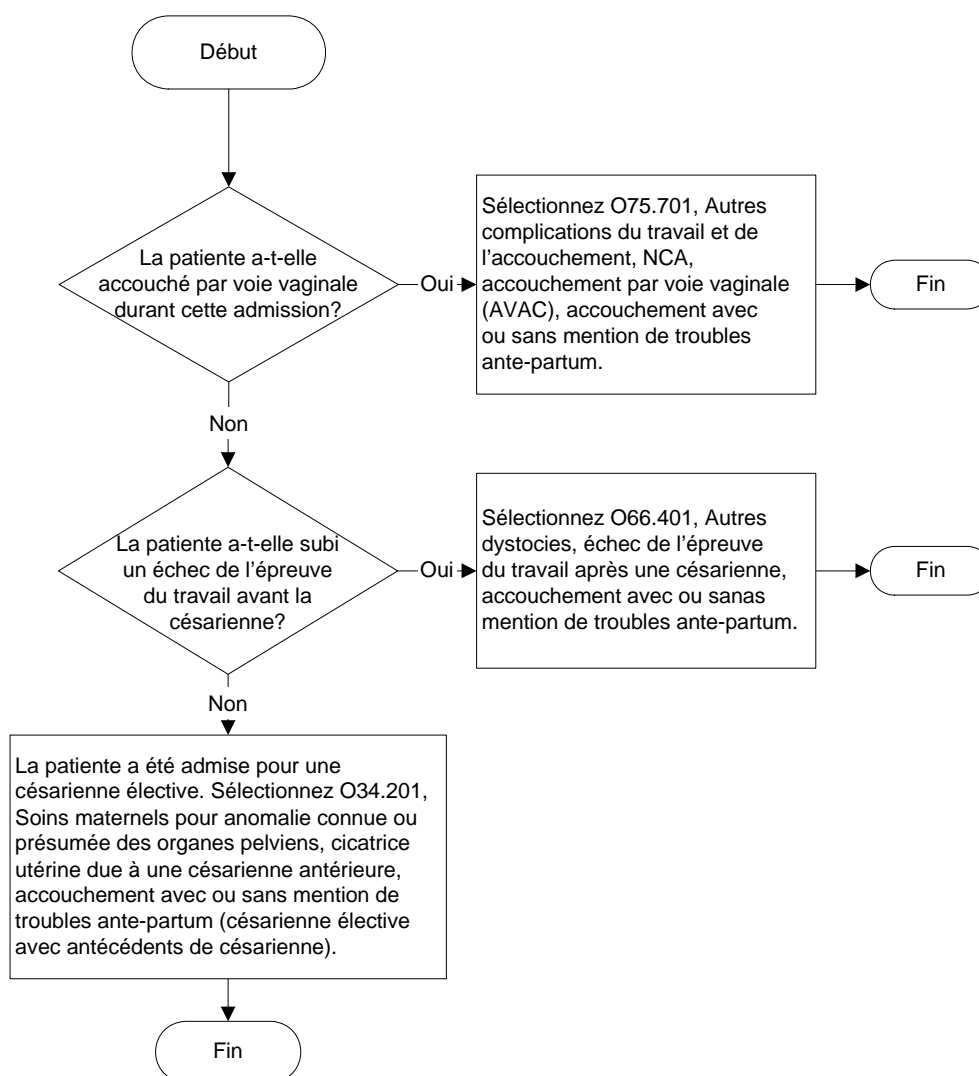 Début
La patiente a-t-elle
accouché par voie vaginale
durant cette admission?
Oui
Sélectionnez O75.701, Autres
complications du travail et de
l’accouchement, NCA,
accouchement par voie vaginale
(AVAC), accouchement avec
ou sans mention de troubles
ante-partum.
Fin
Non
La patiente a-t-elle subi
un échec de l’épreuve
du travail avant la
césarienne?
Oui
Sélectionnez O66.401, Autres
dystocies, échec de l’épreuve
du travail après une césarienne,
accouchement avec ou sanas
mention de troubles ante-partum.
Fin
Non
La patiente a été admise pour une
césarienne élective. Sélectionnez O34.201,
Soins maternels pour anomalie connue ou
présumée des organes pelviens, cicatrice
utérine due à une césarienne antérieure,
accouchement avec ou sans mention de
troubles ante-partum (césarienne élective
avec antécédents de césarienne).
Fin